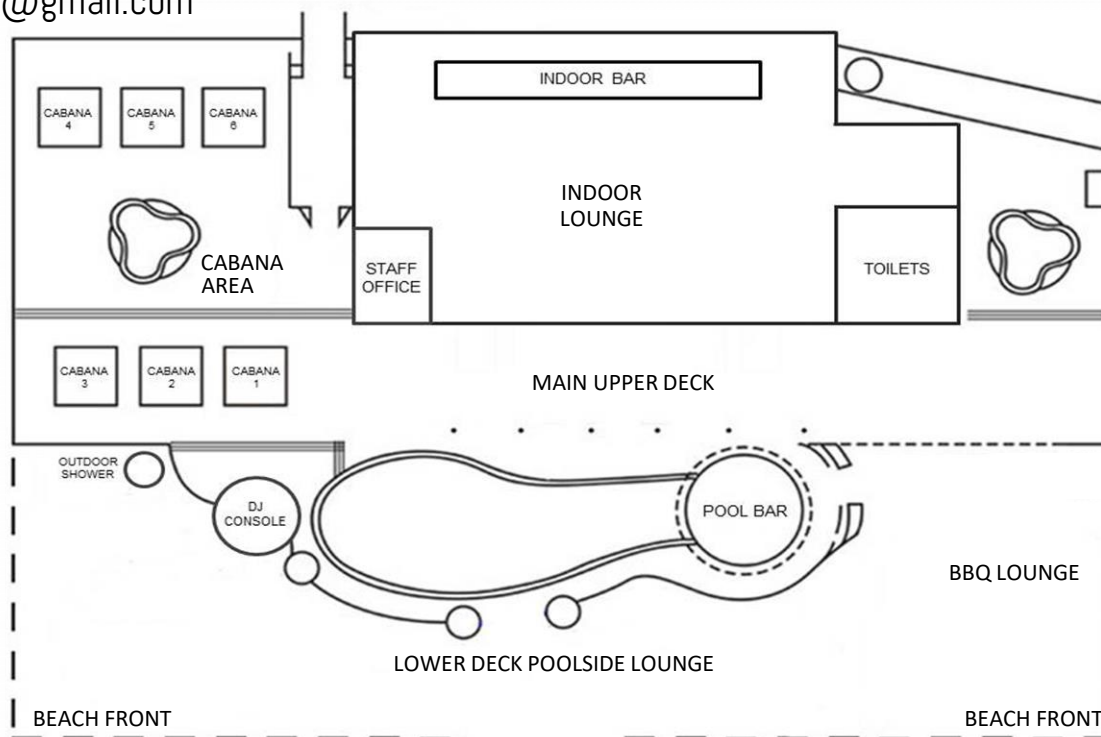 @gmail.com
INDOOR BAR
CABANA
4
CABANA
5
CABANA
6
INDOOR
LOUNGE
CABANA
AREA
STAFF
OFFICE
TOILETS
CABANA
3
CABANA
2
CABANA
1
MAIN UPPER DECK
OUTDOOR
SHOWER
DJ
CONSOLE
POOL BAR
BBQ LOUNGE
LOWER DECK POOLSIDE LOUNGE
BEACH FRONT
BEACH FRONT